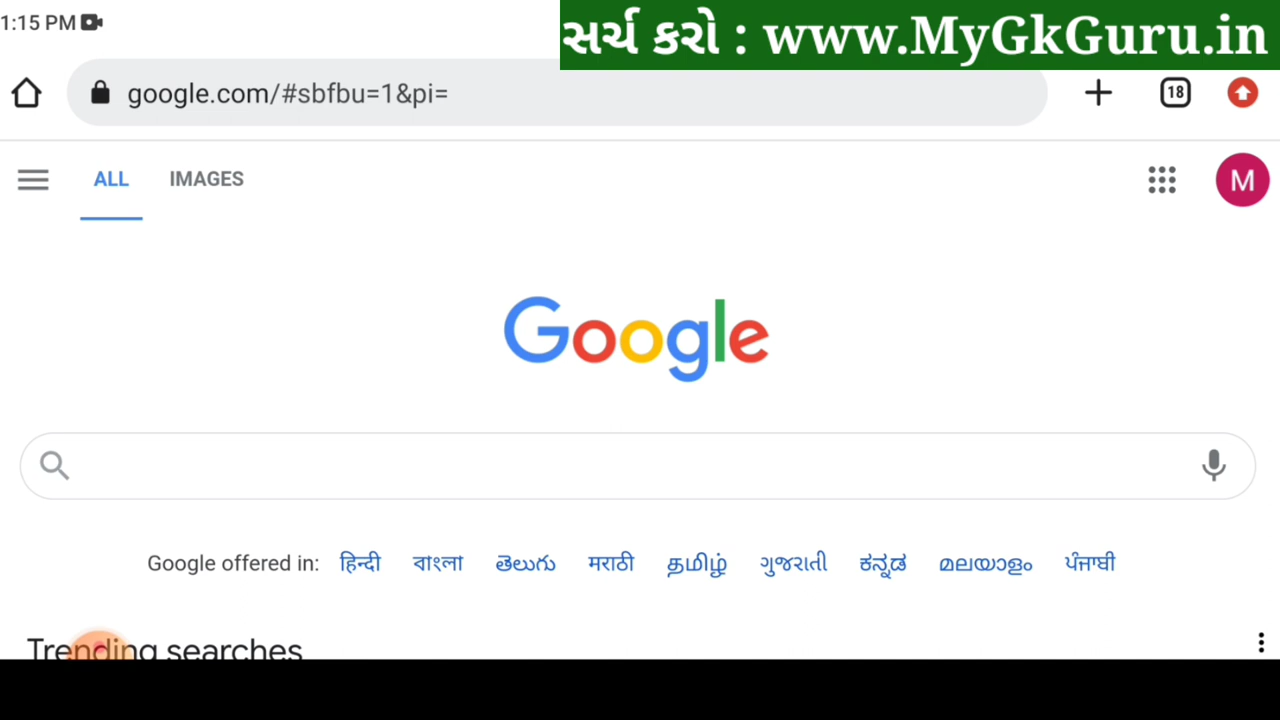 1:15 PM
સર્ચ કરો : www.MyGkGuru.in
google.com/#sbfbu=1&pi=
18
ALL IMAGES
M
Google
Google offered in: हिन्दी বাংলা తెలుగు मराठी தமிழ் ગુજરાતી ಕನ್ನಡ മലയാളം ਪੰਜਾਬੀ
Trending searches